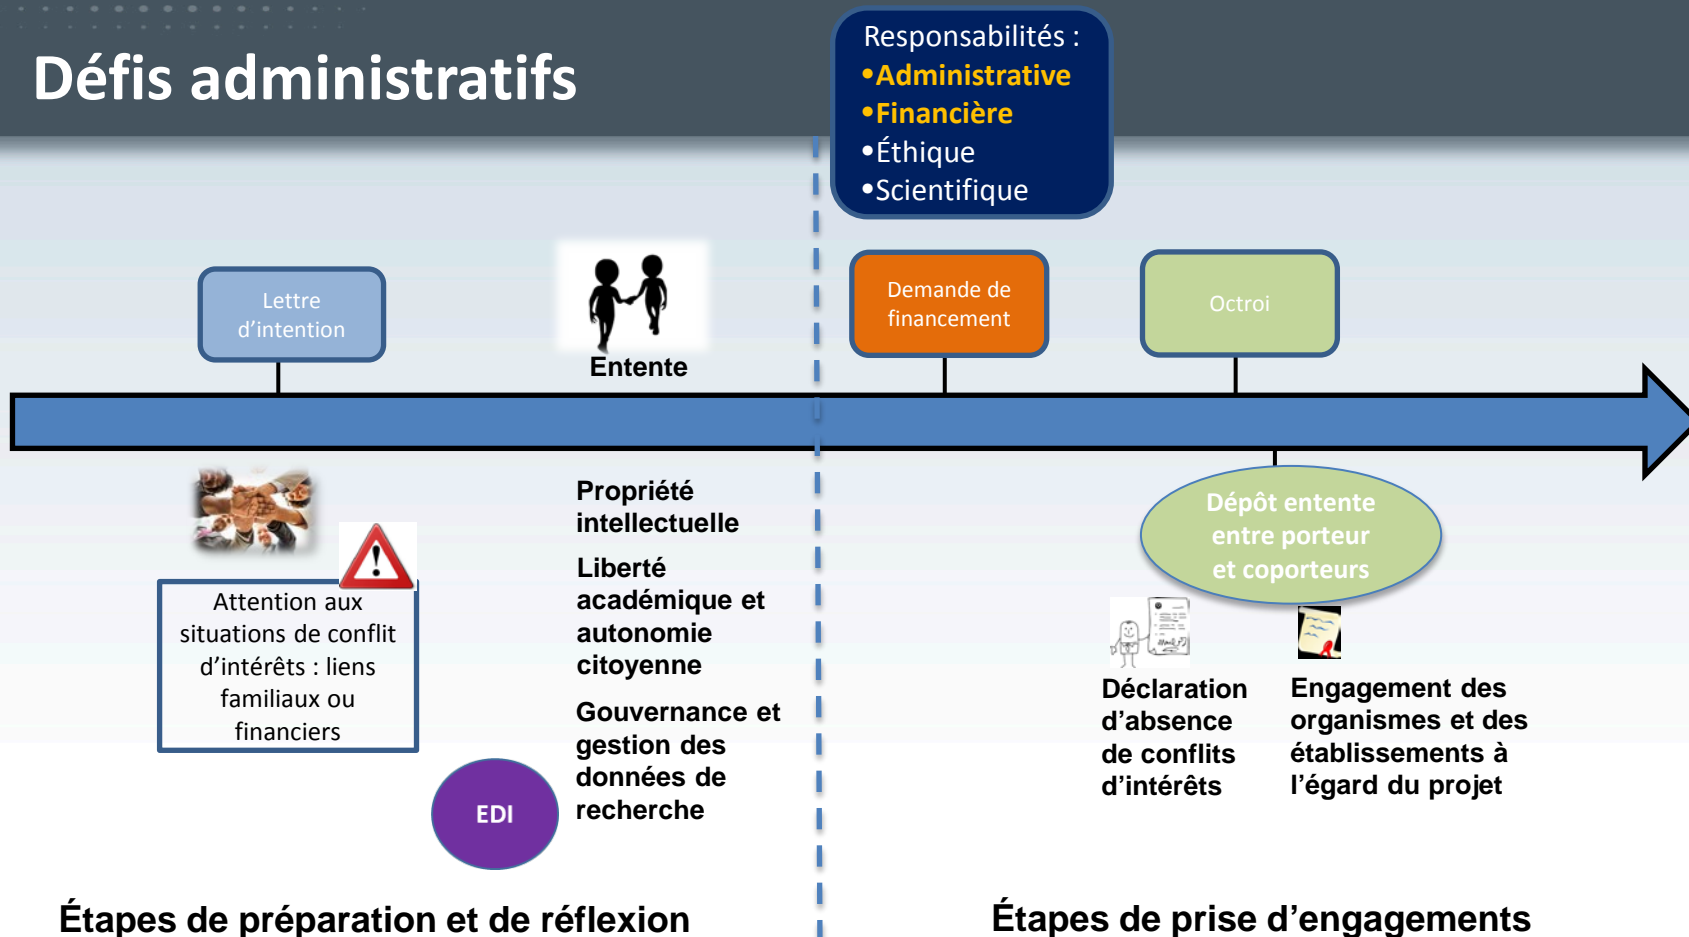 Défis administratifs
Responsabilités :
•Administrative
•Financière
•Éthique
•Scientifique
Lettre
d’intention
Entente
Demande de
financement
Octroi
Attention aux
situations de conflit
d’intérêts : liens
familiaux ou
financiers
EDI
Propriété
intellectuelle
Liberté
académique et
autonomie
citoyenne
Gouvernance et
gestion des
données de
recherche
Dépôt entente
entre porteur
et coporteurs
Déclaration
d’absence
de conflits
d’intérêts
Engagement des
organismes et des
établissements à
l’égard du projet
Étapes de préparation et de réflexion
Étapes de prise d’engagements